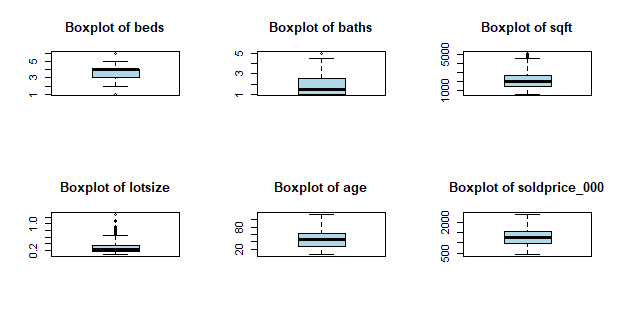 Boxplot of beds
Boxplot of baths
Boxplot of sqft
1 3 5
1 3 5
1000 5000
Boxplot of lotsize
Boxplot of age
Boxplot of soldprice_000
0.2 1.0
20 80
500 2000